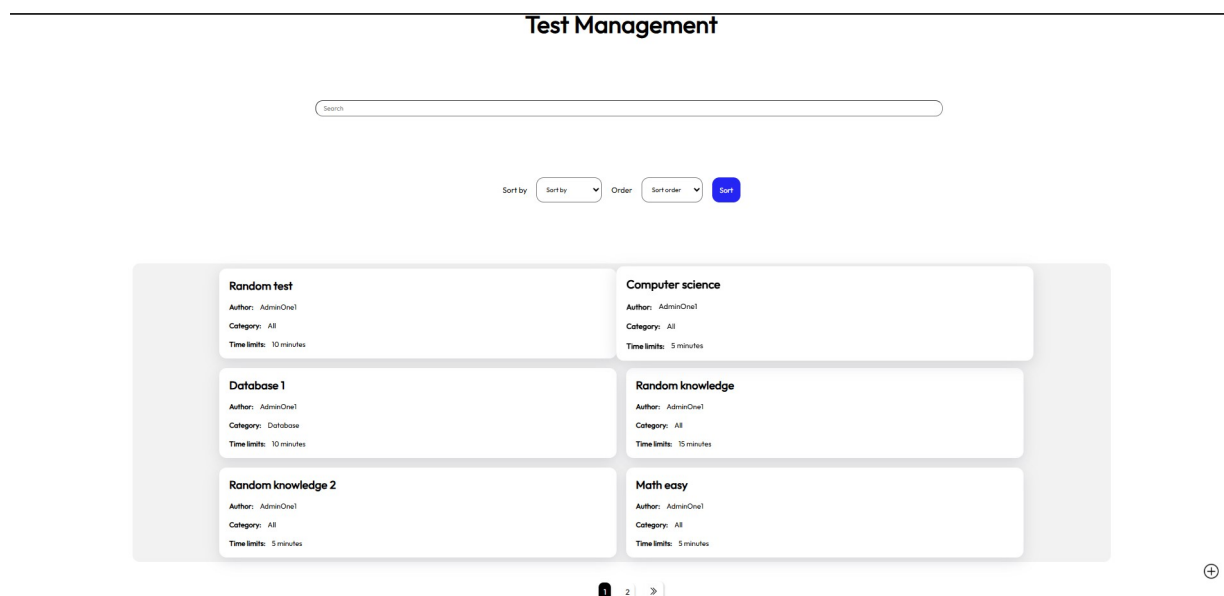 Test Management
Search
Sort by Sort by Order Sort order Sort
Random test
Author: AdminOne1
Category: All
Time limits: 10 minutes
Computer science
Author: AdminOne1
Category: All
Time limits: 5 minutes
Database 1
Author: AdminOne1
Category: Database
Time limits: 10 minutes
Random knowledge
Author: AdminOne1
Category: All
Time limits: 15 minutes
Random knowledge 2
Author: AdminOne1
Category: All
Time limits: 5 minutes
Math easy
Author: AdminOne1
Category: All
Time limits: 5 minutes
1 2 »